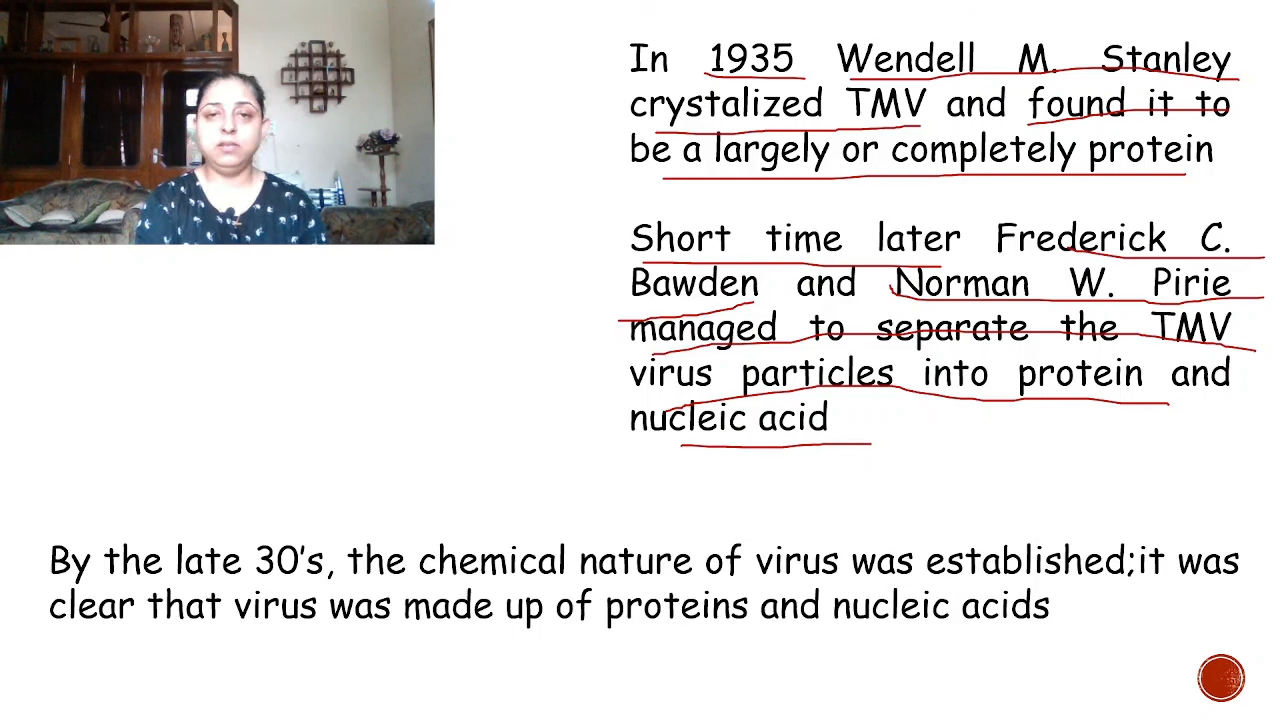 In 1935 Wendell M. Stanley
crystalized TMV and found it to
be a largely or completely protein
Short time later Frederick C.
Bawden and Norman W. Pirie
managed to separate the TMV
virus particles into protein and
nucleic acid
By the late 30's, the chemical nature of virus was established;it was
clear that virus was made up of proteins and nucleic acids